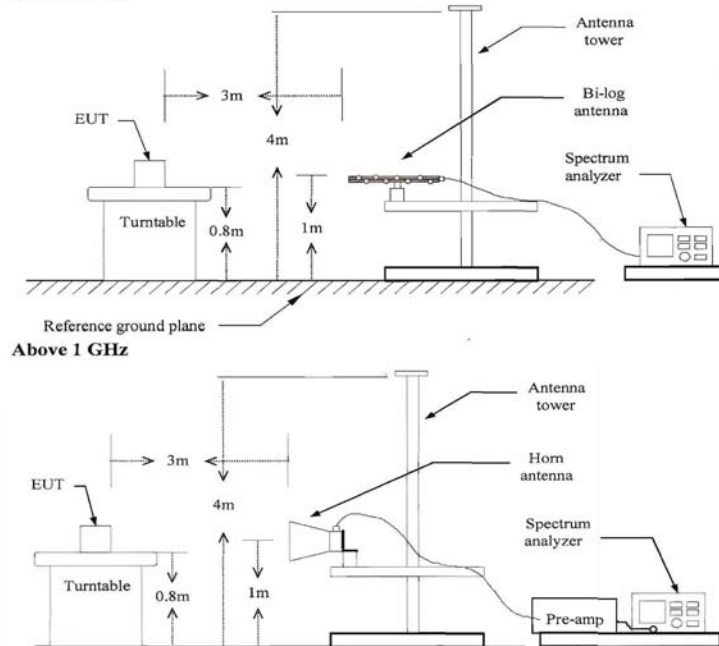 Antenna
tower
3m
EUT
Bi-log
antenna
4m
Spectrum
analyzer
Turntable
0.8m
1m
Reference ground plane
Above 1 GHz
Antenna
tower
3m
Horn
antenna
EUT
4m
Spectrum
analyzer
Turntable
0.8m
1m
Pre-amp